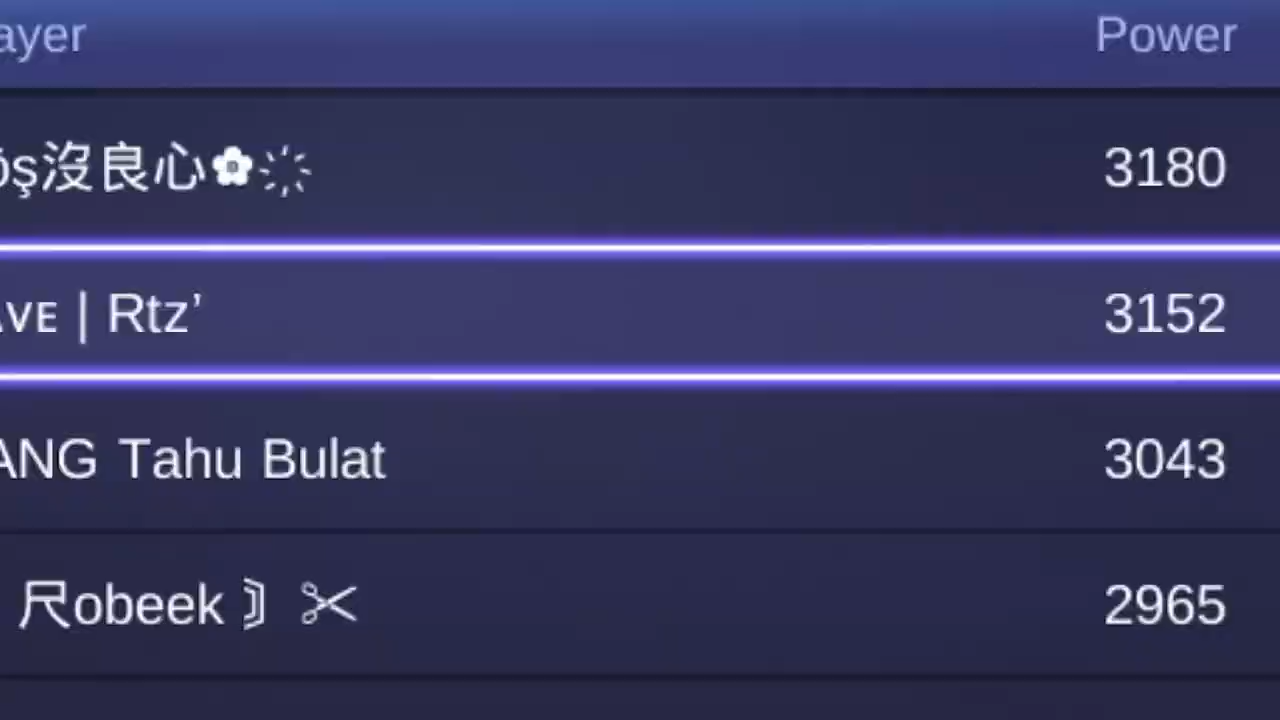 ayer Power
öş沒良心✿҉ 3180
ᴀᴠᴇ | Rtz’ 3152
ANG Tahu Bulat 3043
尺obeek 〙 ✂ 2965